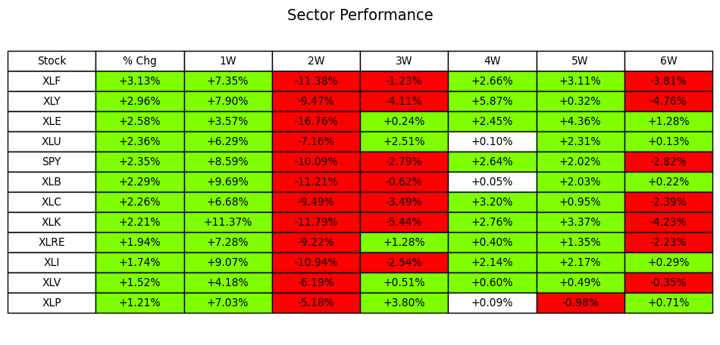 Sector Performance
Stock % Chg 1W 2W 3W 4W 5W 6W
XLF +3.13% +7.35% -11.38% -1.23% +2.66% +3.11% -3.81%
XLY +2.96% +7.90% -9.47% -4.11% +5.87% +0.32% -4.76%
XLE +2.58% +3.57% -16.76% +0.24% +2.45% +4.36% +1.28%
XLU +2.36% +6.29% -7.16% +2.51% +0.10% +2.31% +0.13%
SPY +2.35% +8.59% -10.09% -2.79% +2.64% +2.02% -2.82%
XLB +2.29% +9.69% -11.21% -0.62% +0.05% +2.03% +0.22%
XLC +2.26% +6.68% -9.49% -3.49% +3.20% +0.95% -2.39%
XLK +2.21% +11.37% -11.79% -5.44% +2.76% +3.37% -4.23%
XLRE +1.94% +7.28% -9.22% +1.28% +0.40% +1.35% -2.23%
XLI +1.74% +9.07% -10.94% -2.54% +2.14% +2.17% +0.29%
XLV +1.52% +4.18% -6.19% +0.51% +0.60% +0.49% -0.35%
XLP +1.21% +7.03% -5.18% +3.80% +0.09% -0.98% +0.71%